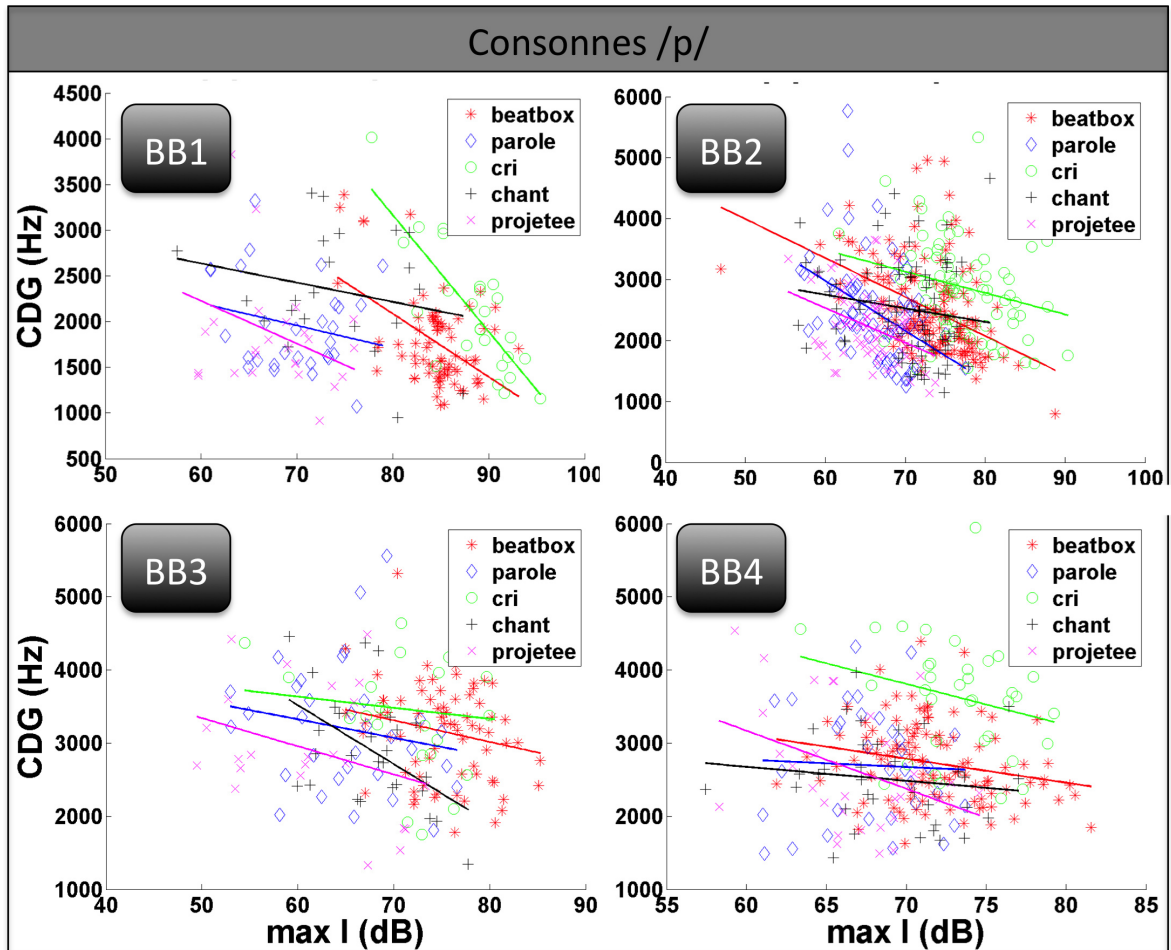 Consonnes /p/
BB1
beatbox
parole
cri
chant
projetee
CDG (Hz)
4500
4000
3500
3000
2500
2000
1500
1000
500
50
60
70
80
90
100
BB2
beatbox
parole
cri
chant
projetee
6000
5000
4000
3000
2000
1000
0
40
50
60
70
80
90
100
BB3
beatbox
parole
cri
chant
projetee
CDG (Hz)
6000
5000
4000
3000
2000
1000
40
50
60
70
80
90
max I (dB)
BB4
beatbox
parole
cri
chant
projetee
6000
5000
4000
3000
2000
1000
55
60
65
70
75
80
85
max I (dB)